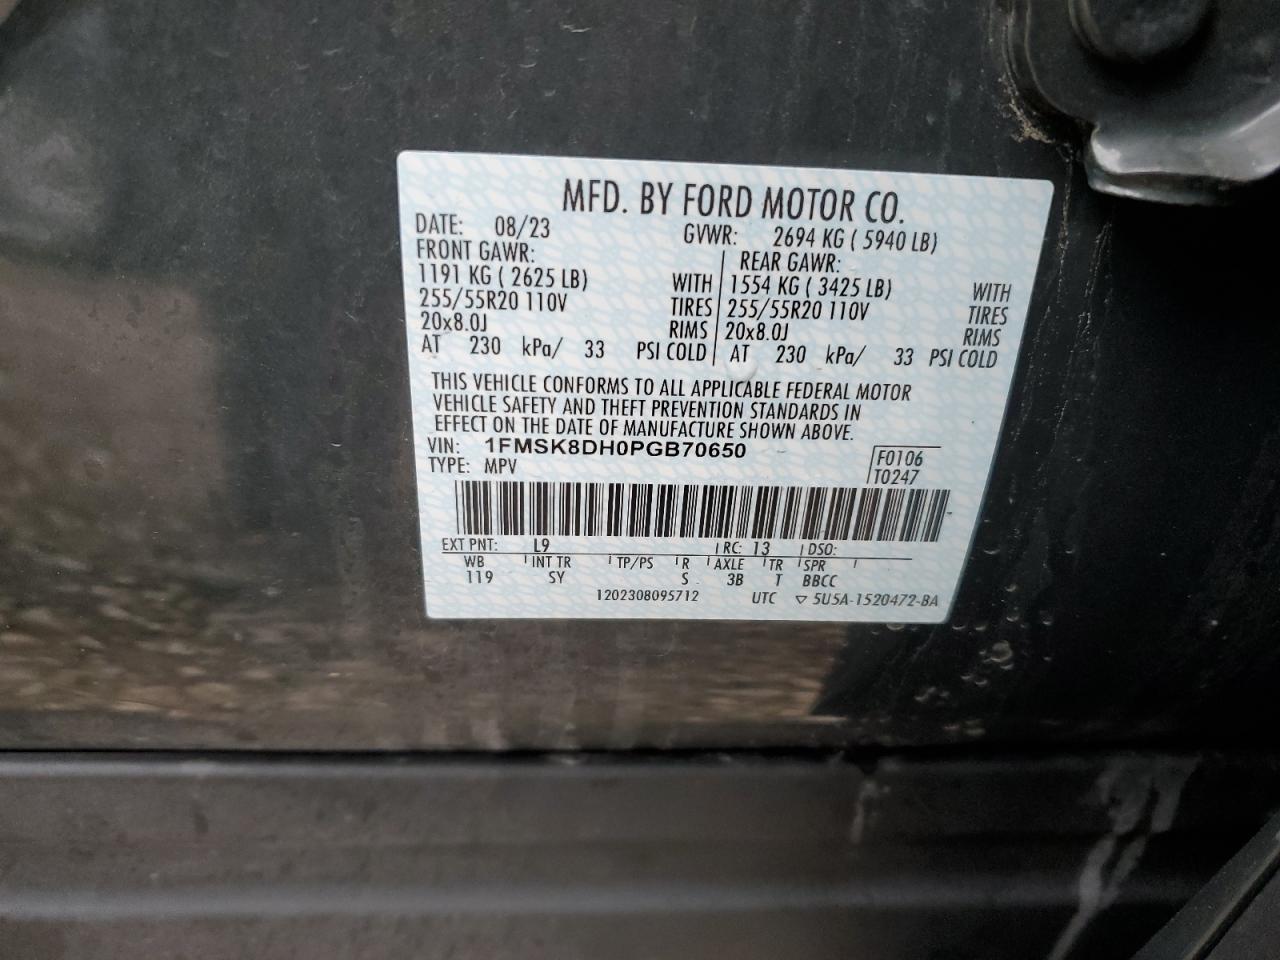 MFD. BY FORD MOTOR CO.
DATE: 08/23 GVWR: 2694 KG ( 5940 LB)
FRONT GAWR: REAR GAWR:
1191 KG ( 2625 LB) WITH 1554 KG ( 3425 LB) WITH
255/55R20 110V TIRES 255/55R20 110V TIRES
20x8.0J RIMS 20x8.0J RIMS
AT 230 kPa/ 33 PSI COLD AT 230 kPa/ 33 PSI COLD
THIS VEHICLE CONFORMS TO ALL APPLICABLE FEDERAL MOTOR
VEHICLE SAFETY AND THEFT PREVENTION STANDARDS IN
EFFECT ON THE DATE OF MANUFACTURE SHOWN ABOVE.
VIN: 1FMSK8DH0PGB70650 F0106
TYPE: MPV T0247
EXT PNT: L9 RC: 13 DSO:
WB INT TR TP/PS R AXLE TR SPR
119 SY S 3B T BBCC
1202308095712 UTC ▽ 5U5A-1520472-BA